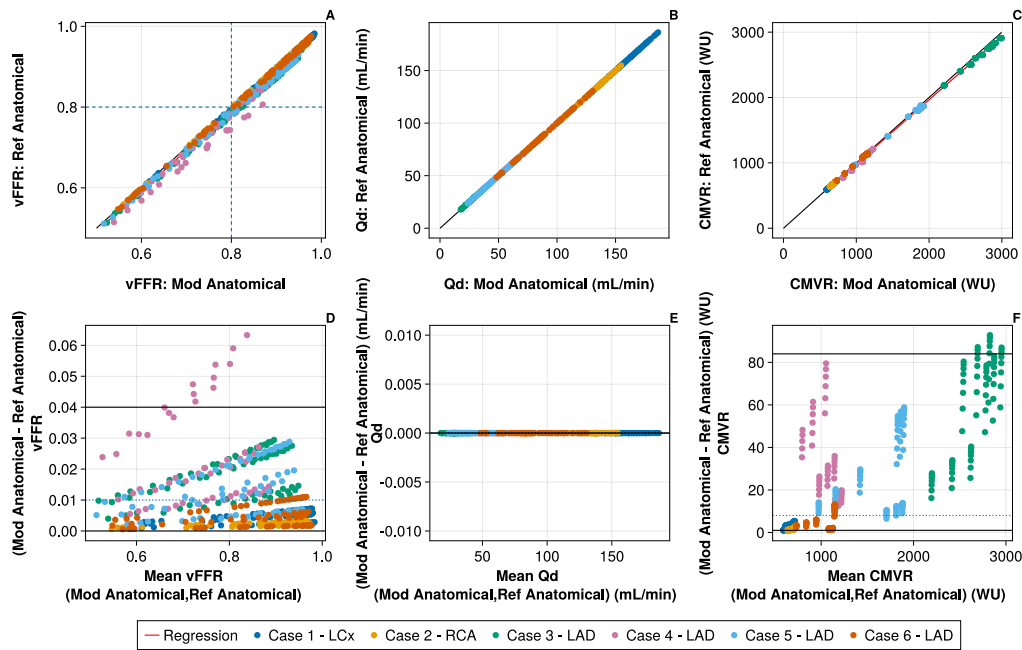 A
B
C
1.0
0.8
0.6
vFFR: Ref Anatomical
0.6
0.8
1.0
vFFR: Mod Anatomical
200
150
100
50
0
Qd: Ref Anatomical (mL/min)
0
50
100
150
Qd: Mod Anatomical (mL/min)
3000
2000
1000
0
CMVR: Ref Anatomical (WU)
0
1000
2000
3000
CMVR: Mod Anatomical (WU)
D
E
F
0.06
0.05
0.04
0.03
0.02
0.01
0.00
(Mod Anatomical - Ref Anatomical)
vFFR
0.6
0.8
1.0
Mean vFFR
(Mod Anatomical,Ref Anatomical)
0.010
0.005
0.000
-0.005
-0.010
(Mod Anatomical - Ref Anatomical) (mL/min)
Qd
50
100
150
Mean Qd
(Mod Anatomical,Ref Anatomical) (mL/min)
80
60
40
20
0
(Mod Anatomical - Ref Anatomical) (WU)
CMVR
1000
2000
3000
Mean CMVR
(Mod Anatomical,Ref Anatomical) (WU)
Regression
Case 1 - LCx
Case 2 - RCA
Case 3 - LAD
Case 4 - LAD
Case 5 - LAD
Case 6 - LAD